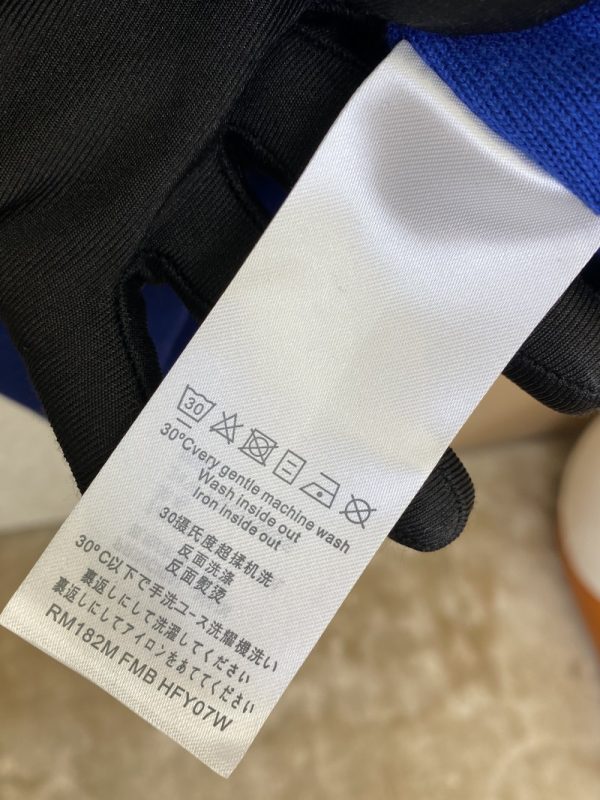 30
30°Cvery gentle machine wash
Wash inside out
Iron inside out
30攝氏度超揉机洗
反面洗涤
反面熨烫
30°C以下で手洗コース洗濯機洗い
裏返しにして洗濯してください
裏返しにしてアイロンをあててください
RM182M FMB HFY07W